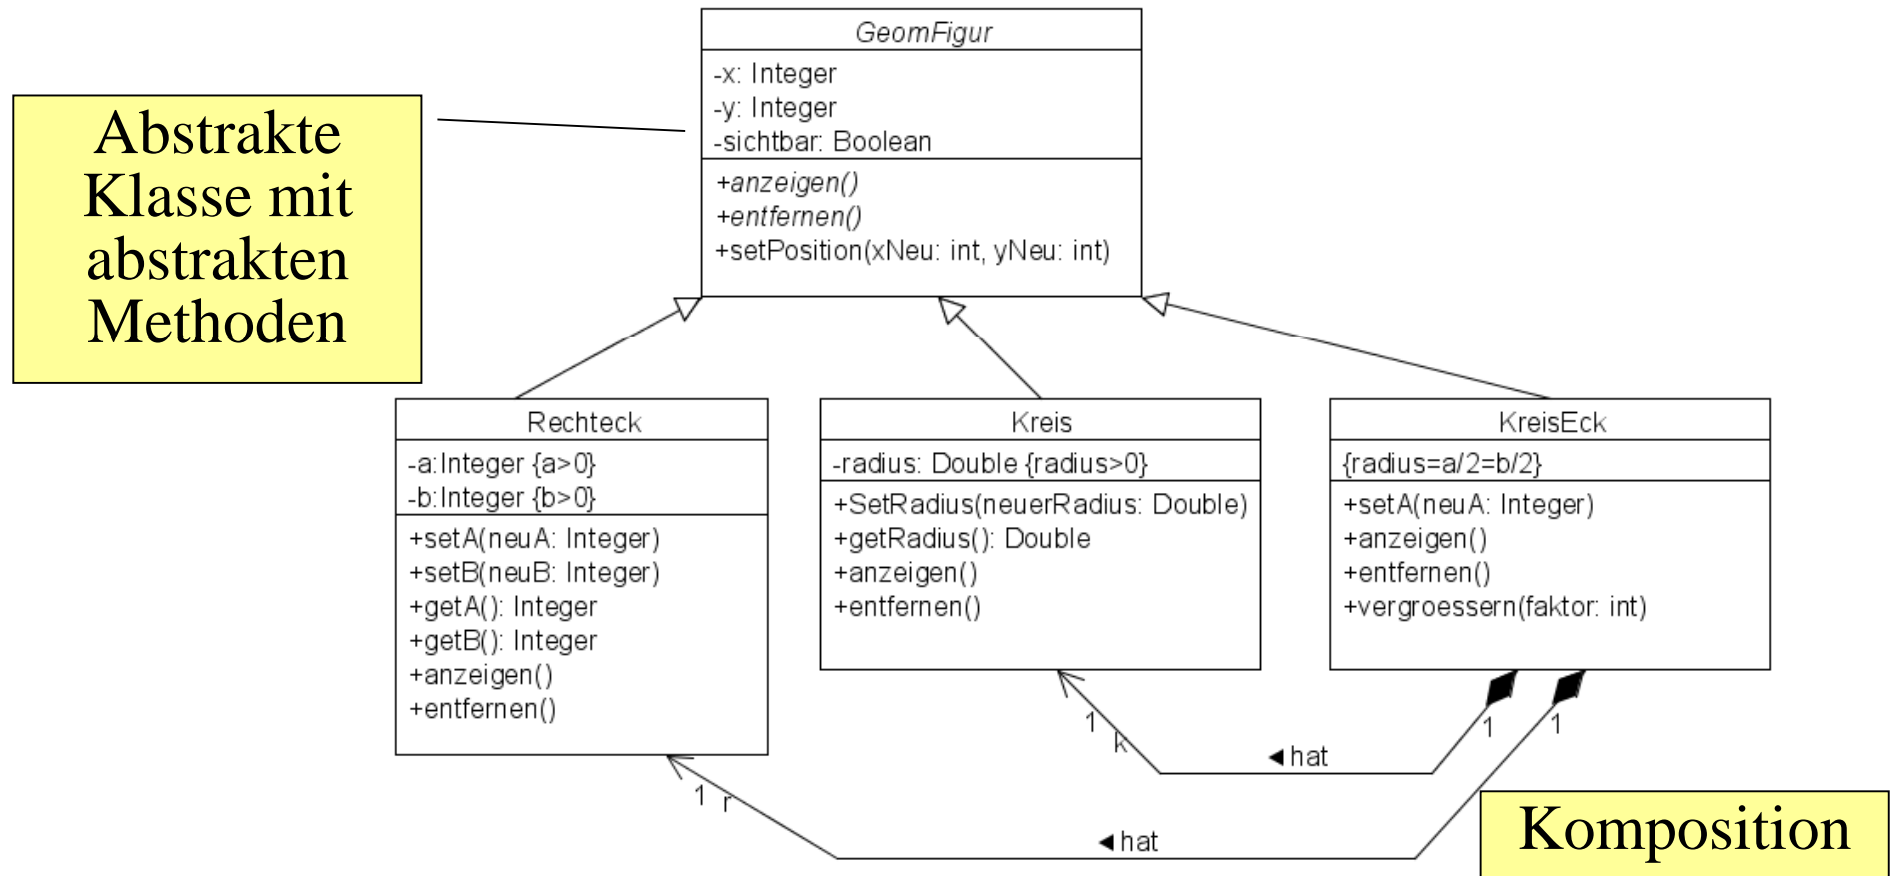 GeomFigur
-x: Integer
-y: Integer
-sichtbar: Boolean
+anzeigen()
+entfernen()
+setPosition(xNeu: int, yNeu: int)
Abstrakte
Klasse mit
abstrakten
Methoden
Rechteck
-a:Integer {a>0}
-b:Integer {b>0}
+setA(neuA: Integer)
+setB(neuB: Integer)
+getA(): Integer
+getB(): Integer
+anzeigen()
+entfernen()
Kreis
-radius: Double {radius>0}
+SetRadius(neuerRadius: Double)
+getRadius(): Double
+anzeigen()
+entfernen()
KreisEck
{radius=a/2=b/2}
+setA(neuA: Integer)
+anzeigen()
+entfernen()
+vergroessern(faktor: int)
1
k
◄hat
1
1
1
r
◄hat
Komposition